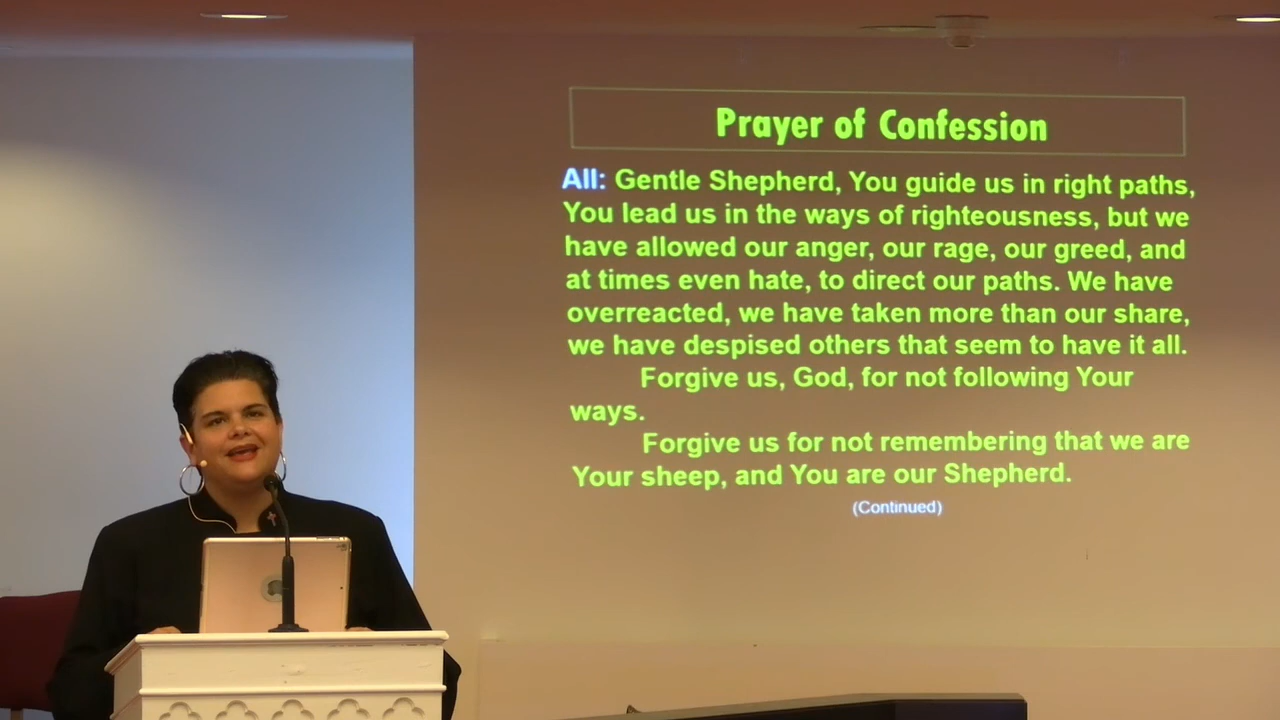 Prayer of Confession
All: Gentle Shepherd, You guide us in right paths,
You lead us in the ways of righteousness, but we
have allowed our anger, our rage, our greed, and
at times even hate, to direct our paths. We have
overreacted, we have taken more than our share,
we have despised others that seem to have it all.
Forgive us, God, for not following Your
ways.
Forgive us for not remembering that we are
Your sheep, and You are our Shepherd.
(Continued)